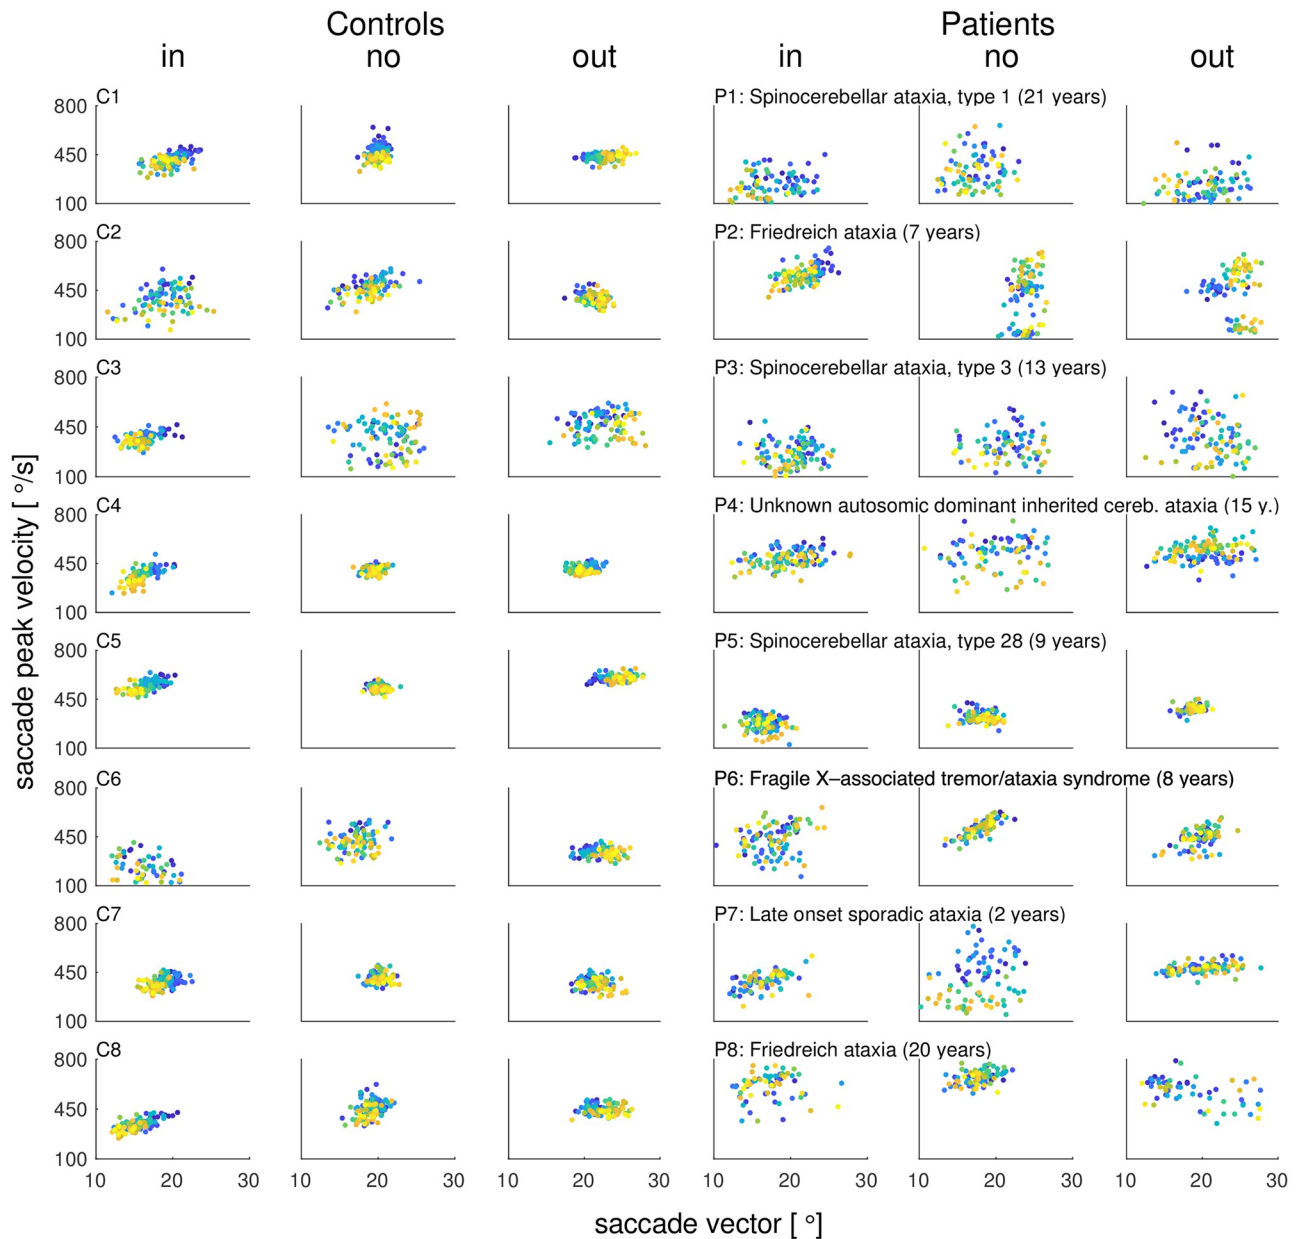 Controls Patients
in no out in no out
C1 P1: Spinocerebellar ataxia, type 1 (21 years)
800
450
100
C2 P2: Friedreich ataxia (7 years)
800
450
100
C3 P3: Spinocerebellar ataxia, type 3 (13 years)
800
450
100
C4 P4: Unknown autosomic dominant inherited cereb. ataxia (15 y.)
800
450
100
C5 P5: Spinocerebellar ataxia, type 28 (9 years)
800
450
100
C6 P6: Fragile X–associated tremor/ataxia syndrome (8 years)
800
450
100
C7 P7: Late onset sporadic ataxia (2 years)
800
450
100
C8 P8: Friedreich ataxia (20 years)
800
450
100
10 20 30 20 30 20 30 10 20 30 20 30 20 30
saccade peak velocity [ °/s]
saccade vector [ °]